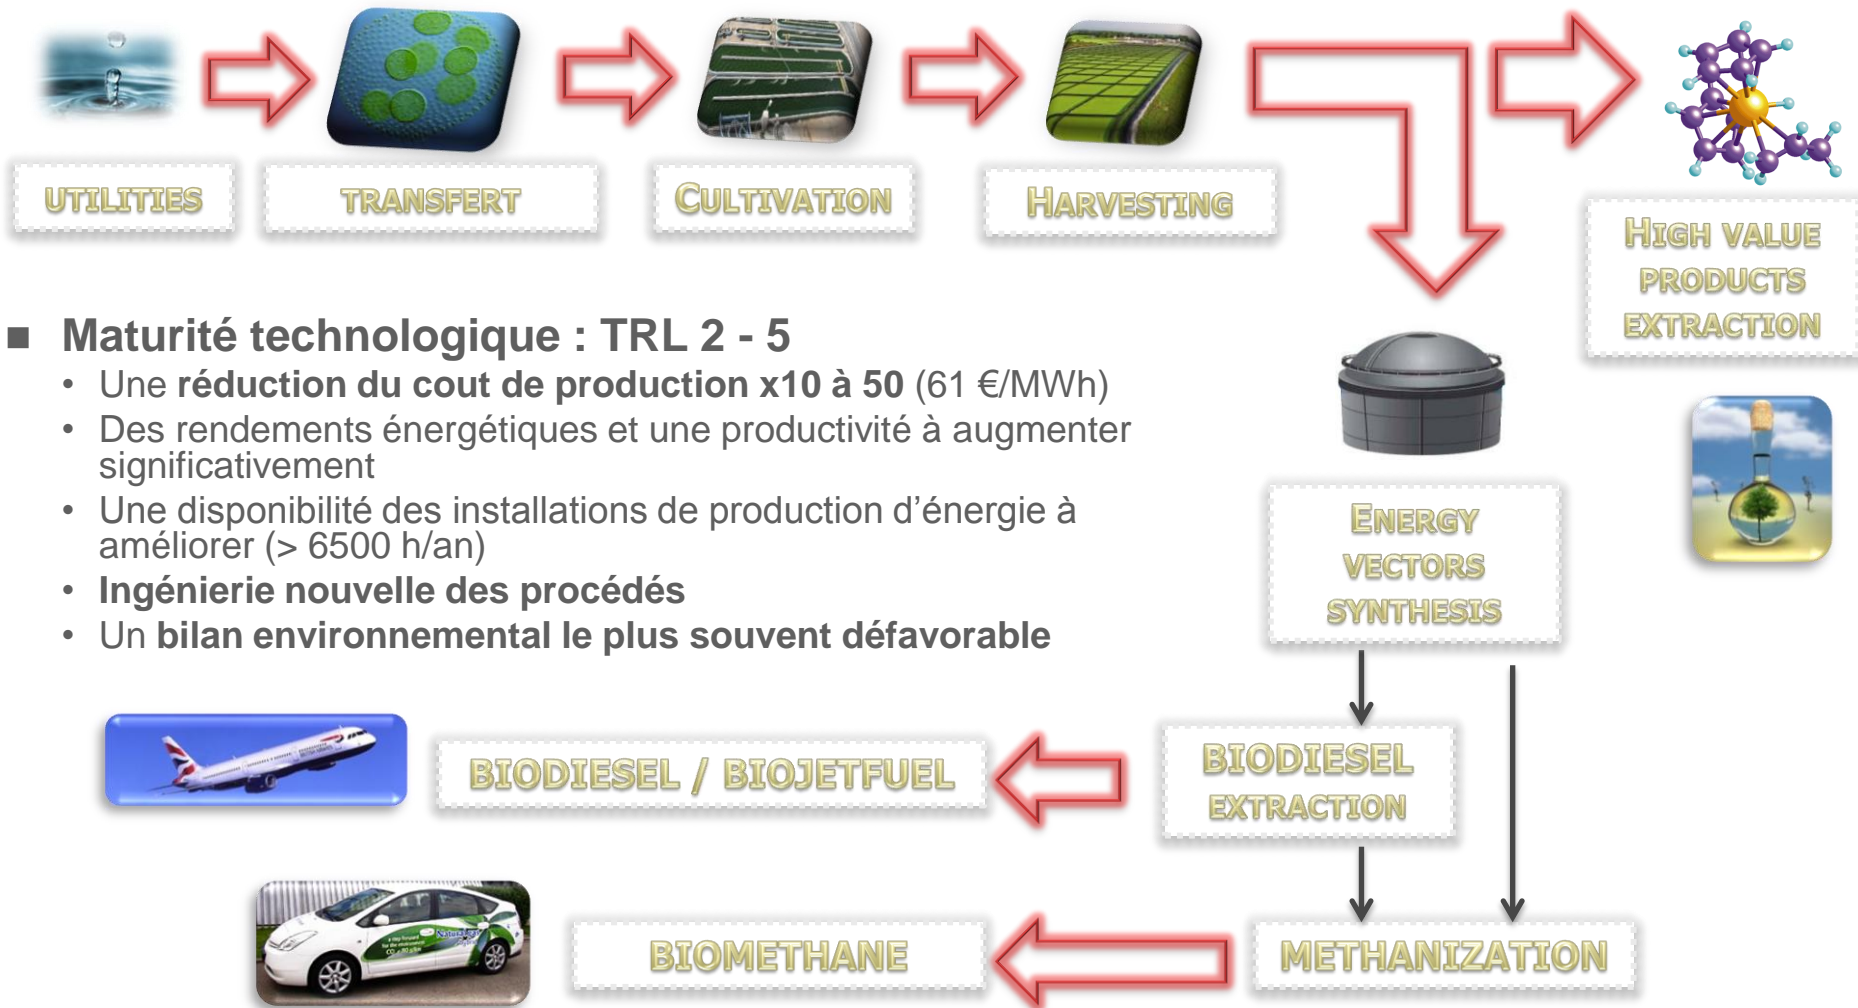 UTILITIES
TRANSFERT
CULTIVATION
HARVESTING
HIGH VALUE
PRODUCTS
EXTRACTION
■ Maturité technologique : TRL 2 - 5
• Une réduction du cout de production x10 à 50 (61 €/MWh)
• Des rendements énergétiques et une productivité à augmenter
significativement
• Une disponibilité des installations de production d’énergie à
améliorer (> 6500 h/an)
• Ingénierie nouvelle des procédés
• Un bilan environnemental le plus souvent défavorable
ENERGY
VECTORS
SYNTHESIS
BIODIESEL / BIOJETFUEL
BIODIESEL
EXTRACTION
BIOMETHANE
METHANIZATION